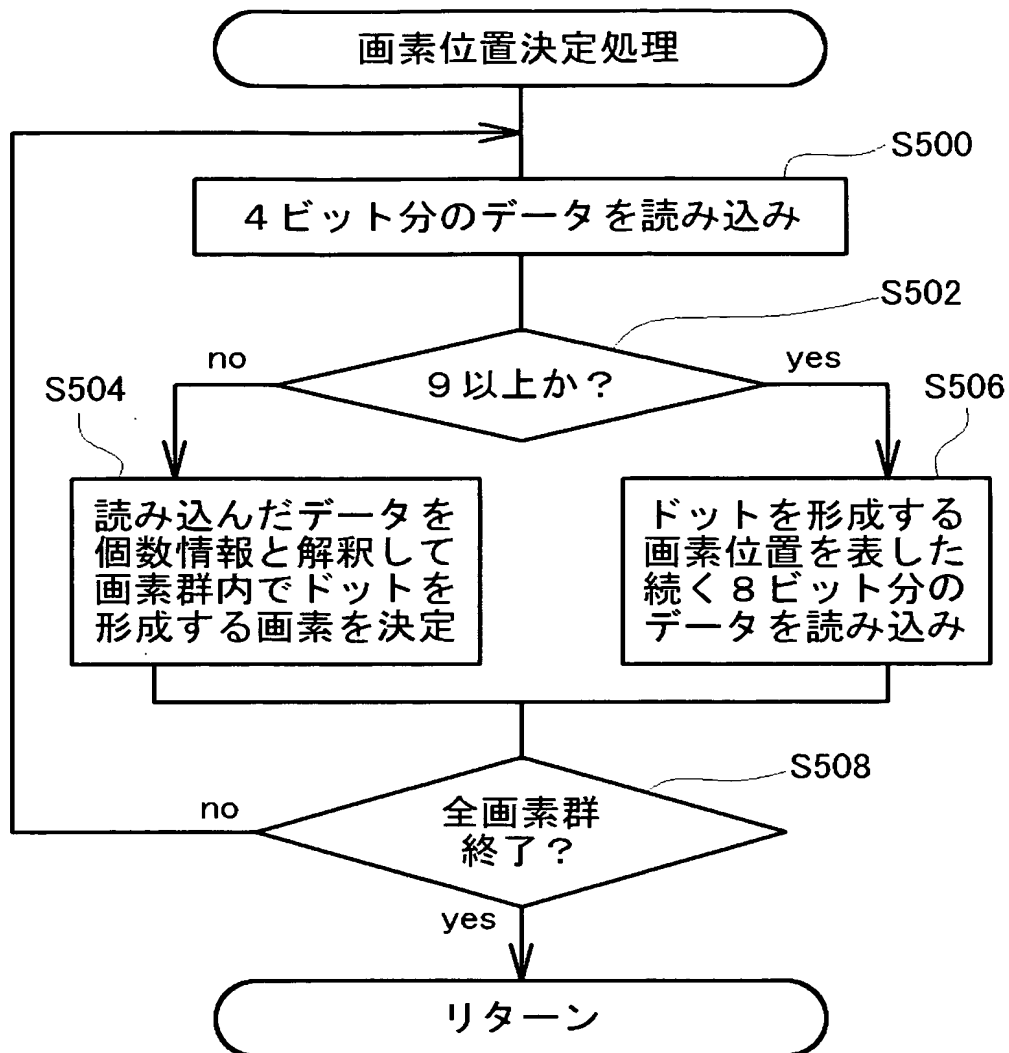 画素位置決定処理
S500
4ビット分のデータを読み込み
S502
no
9以上か?
yes
S504
S506
読み込んだデータを
個数情報と解釈して
画素群内でドットを
形成する画素を決定
ドットを形成する
画素位置を表した
続く8ビット分の
データを読み込み
S508
no
全画素群
終了?
yes
リターン